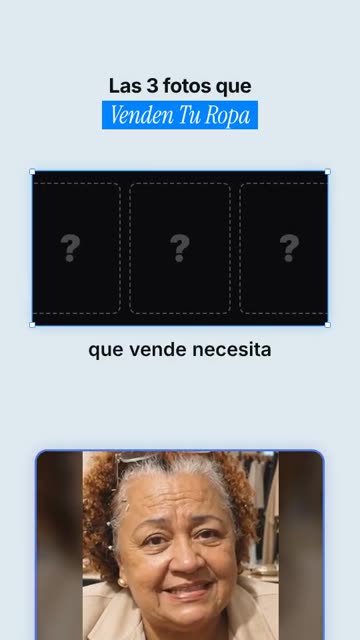 Las 3 fotos que
Venden Tu Ropa
? ? ?
que vende necesita